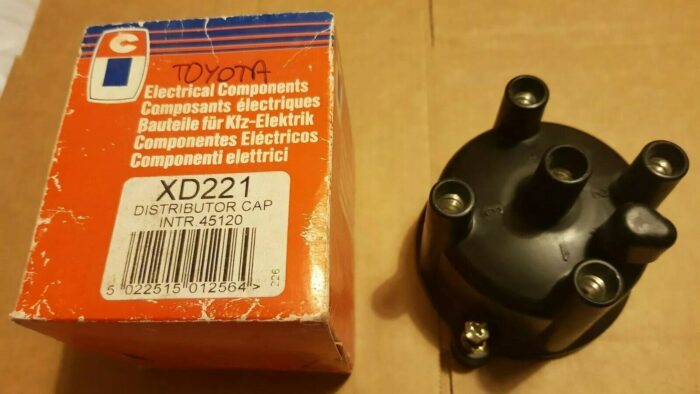 C
TOYOTA
Electrical Components
Composants électriques
Bauteile für Kfz-Elektrik
Componentes Eléctricos
Componenti elettrici
XD221
DISTRIBUTOR CAP
INTR 45120
5 022515 012564 >
226